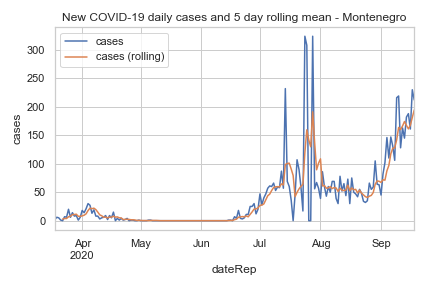 New COVID-19 daily cases and 5 day rolling mean - Montenegro
cases
cases (rolling)
300
250
200
150
100
50
0
cases
Apr
May
Jun
Jul
Aug
Sep
2020
dateRep